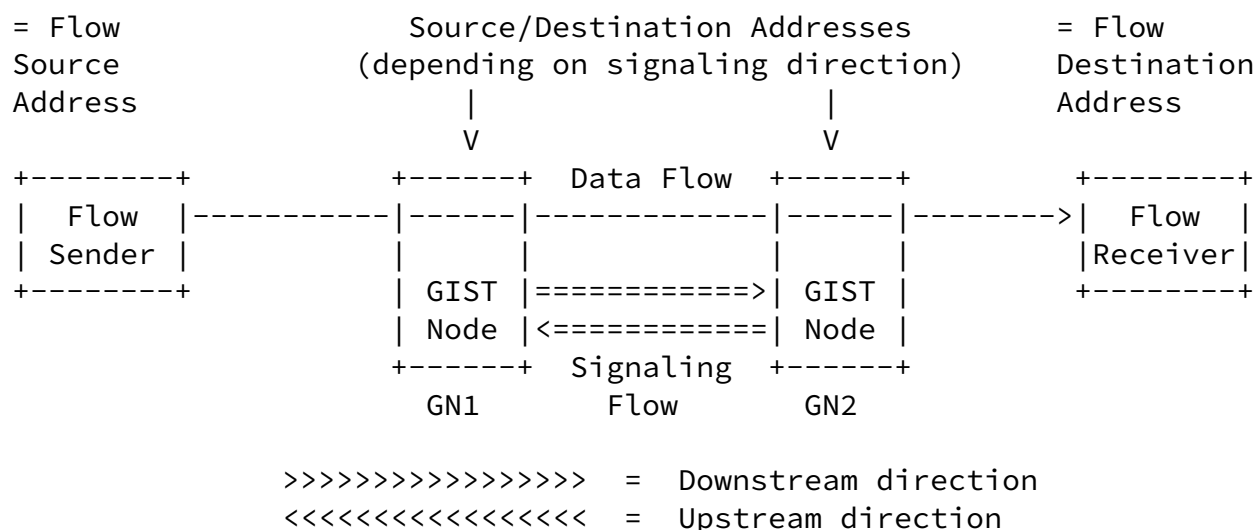 = Flow Source/Destination Addresses = Flow
Source (depending on signaling direction) Destination
Address | | Address
V V
+--------+ +------+ Data Flow +------+ +--------+
| Flow |-----------|------|-------------|------|-------->| Flow |
| Sender | | | | | |Receiver|
+--------+ | GIST |============>| GIST | +--------+
| Node |<============| Node |
+------+ Signaling +------+
GN1 Flow GN2
>>>>>>>>>>>>>>>>> = Downstream direction
<<<<<<<<<<<<<<<<< = Upstream direction